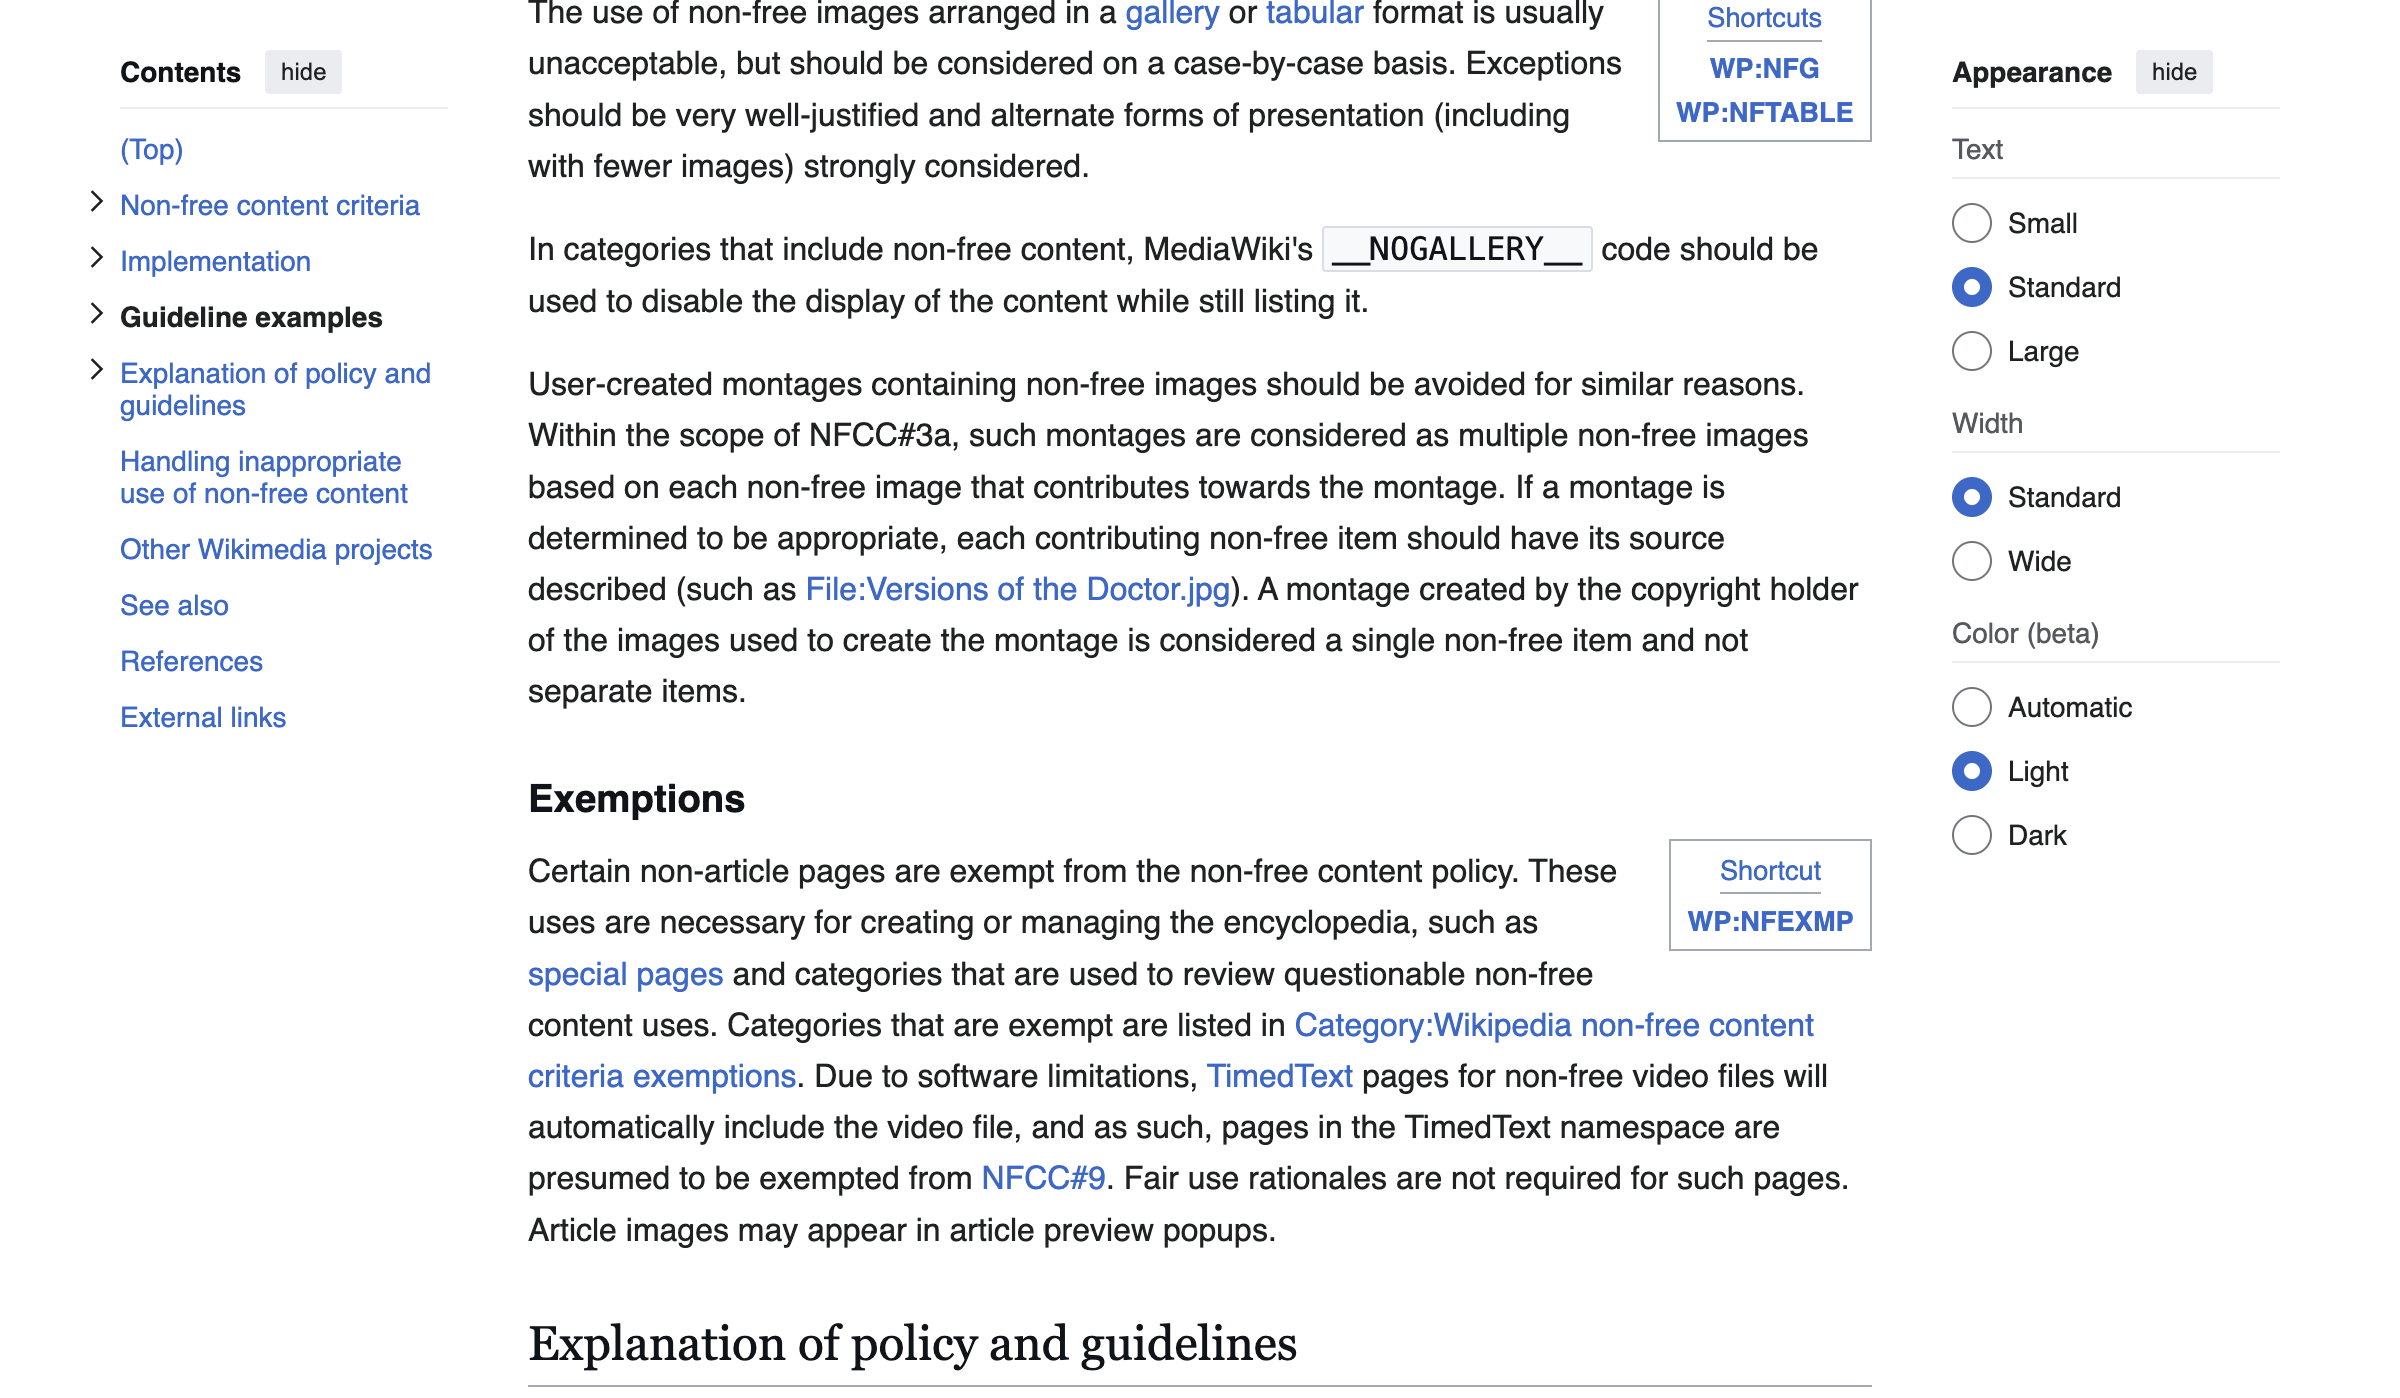 Contents hide
(Top)
Non-free content criteria
Implementation
Guideline examples
Explanation of policy and
guidelines
Handling inappropriate
use of non-free content
Other Wikimedia projects
See also
References
External links
The use of non-free images arranged in a gallery or tabular format is usually
unacceptable, but should be considered on a case-by-case basis. Exceptions
should be very well-justified and alternate forms of presentation (including
with fewer images) strongly considered.
Shortcuts
WP:NFG
WP:NFTABLE
In categories that include non-free content, MediaWiki's __NOGALLERY__ code should be
used to disable the display of the content while still listing it.
User-created montages containing non-free images should be avoided for similar reasons.
Within the scope of NFCC#3a, such montages are considered as multiple non-free images
based on each non-free image that contributes towards the montage. If a montage is
determined to be appropriate, each contributing non-free item should have its source
described (such as File:Versions of the Doctor.jpg). A montage created by the copyright holder
of the images used to create the montage is considered a single non-free item and not
separate items.
Exemptions
Certain non-article pages are exempt from the non-free content policy. These
uses are necessary for creating or managing the encyclopedia, such as
special pages and categories that are used to review questionable non-free
content uses. Categories that are exempt are listed in Category:Wikipedia non-free content
criteria exemptions. Due to software limitations, TimedText pages for non-free video files will
automatically include the video file, and as such, pages in the TimedText namespace are
presumed to be exempted from NFCC#9. Fair use rationales are not required for such pages.
Article images may appear in article preview popups.
Shortcut
WP:NFEXMP
Explanation of policy and guidelines
Appearance hide
Text
Small
Standard
Large
Width
Standard
Wide
Color (beta)
Automatic
Light
Dark